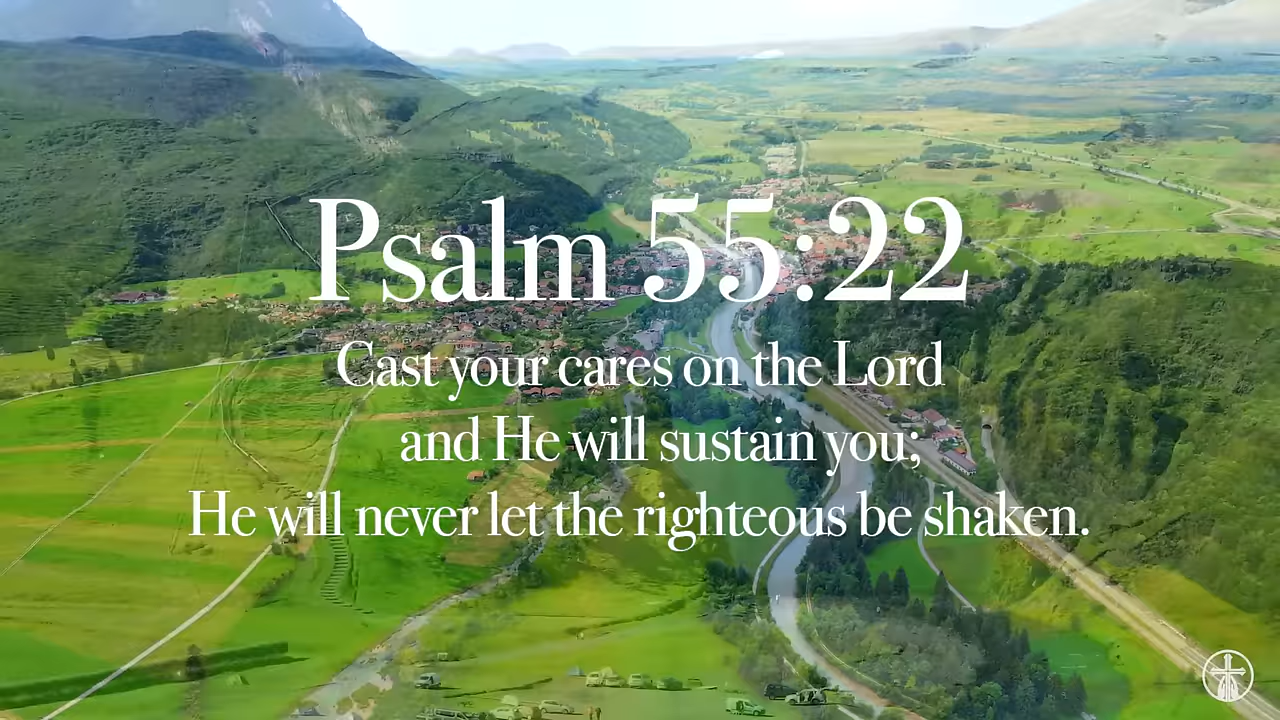 Psalm 55:22
Cast your cares on the Lord
and He will sustain you;
He will never let the righteous be shaken.